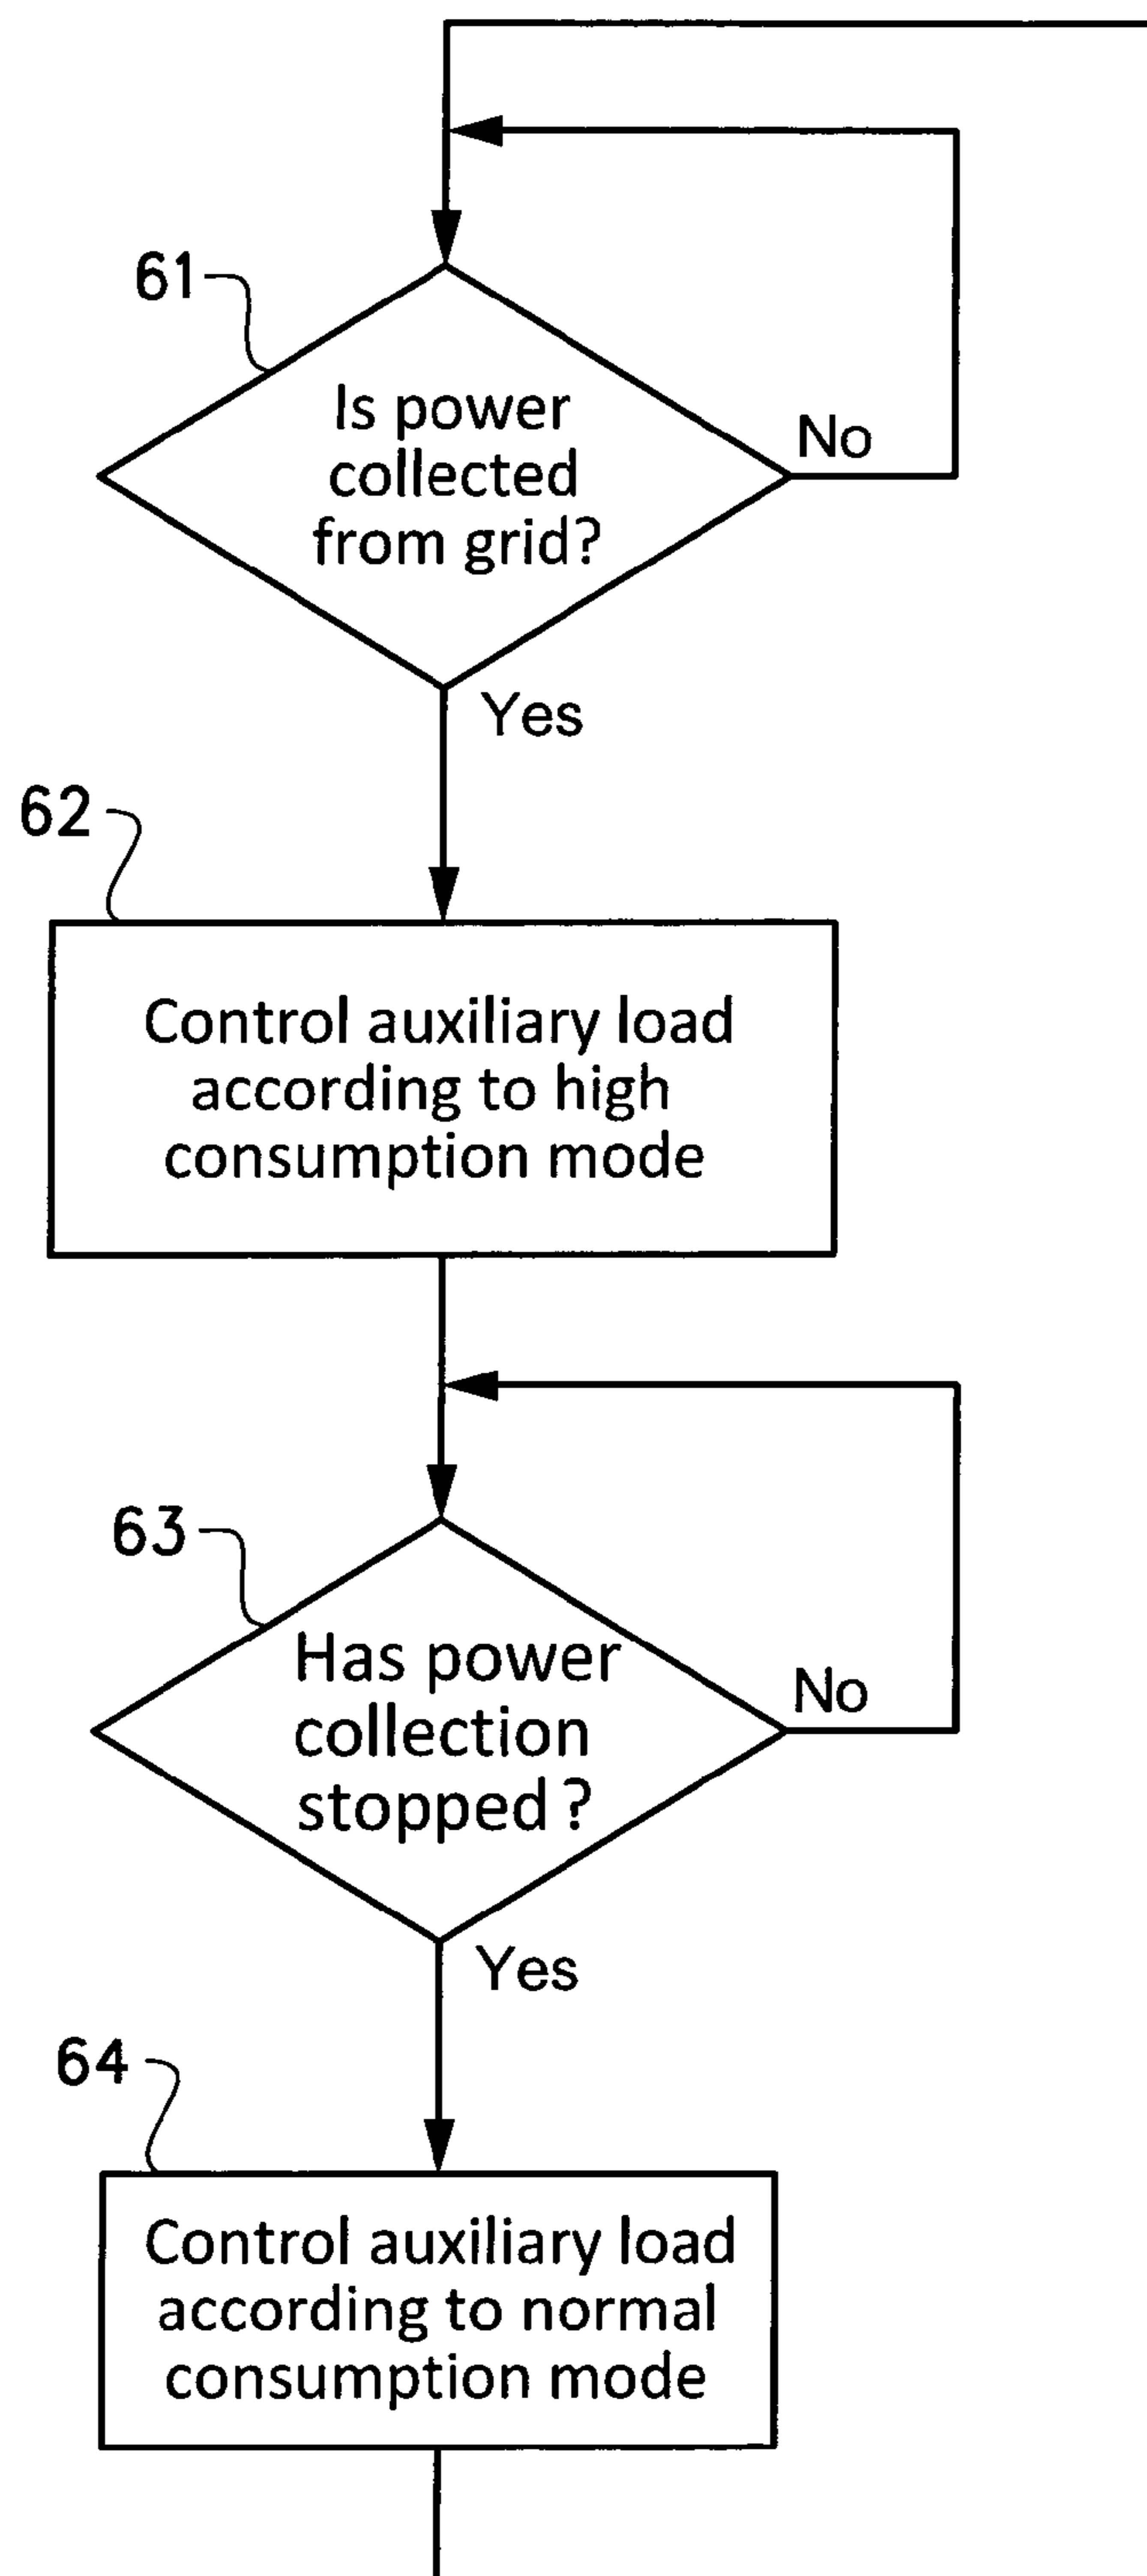 61
Is power
collected
from grid?
No
Yes
62
Control auxiliary load
according to high
consumption mode
63
Has power
collection
stopped ?
No
Yes
64
Control auxiliary load
according to normal
consumption mode